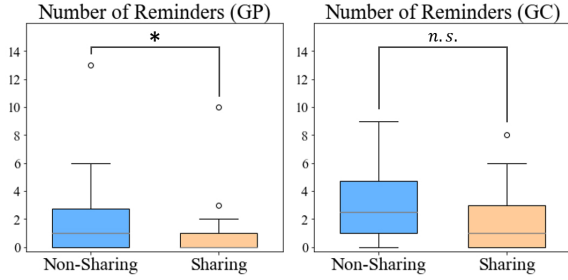 Number of Reminders (GP)
*
14
12
10
8
6
4
2
0
Non-Sharing
Sharing
Number of Reminders (GC)
n.s.
14
12
10
8
6
4
2
0
Non-Sharing
Sharing